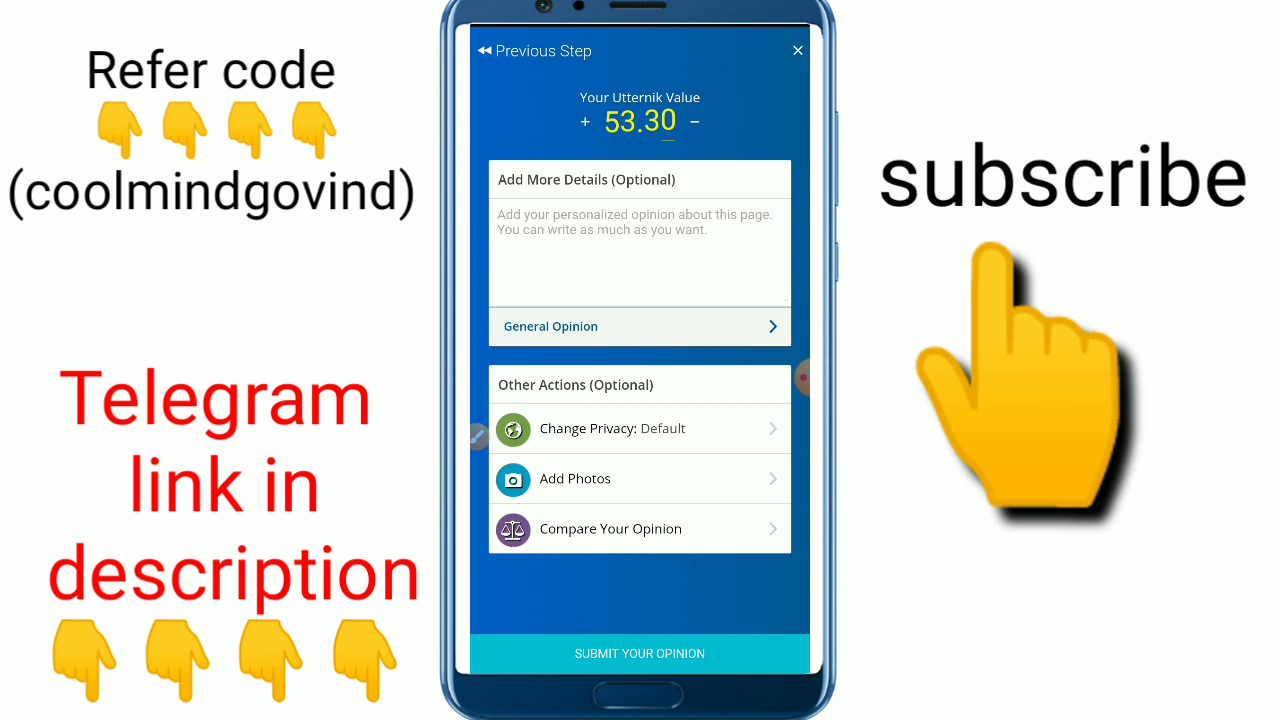 Refer code
(coolmindgovind)
Telegram
link in
description
Previous Step
Your Utternik Value
+ 53.30 −
Add More Details (Optional)
Add your personalized opinion about this page.
You can write as much as you want.
General Opinion
Other Actions (Optional)
Change Privacy: Default
Add Photos
Compare Your Opinion
SUBMIT YOUR OPINION
subscribe